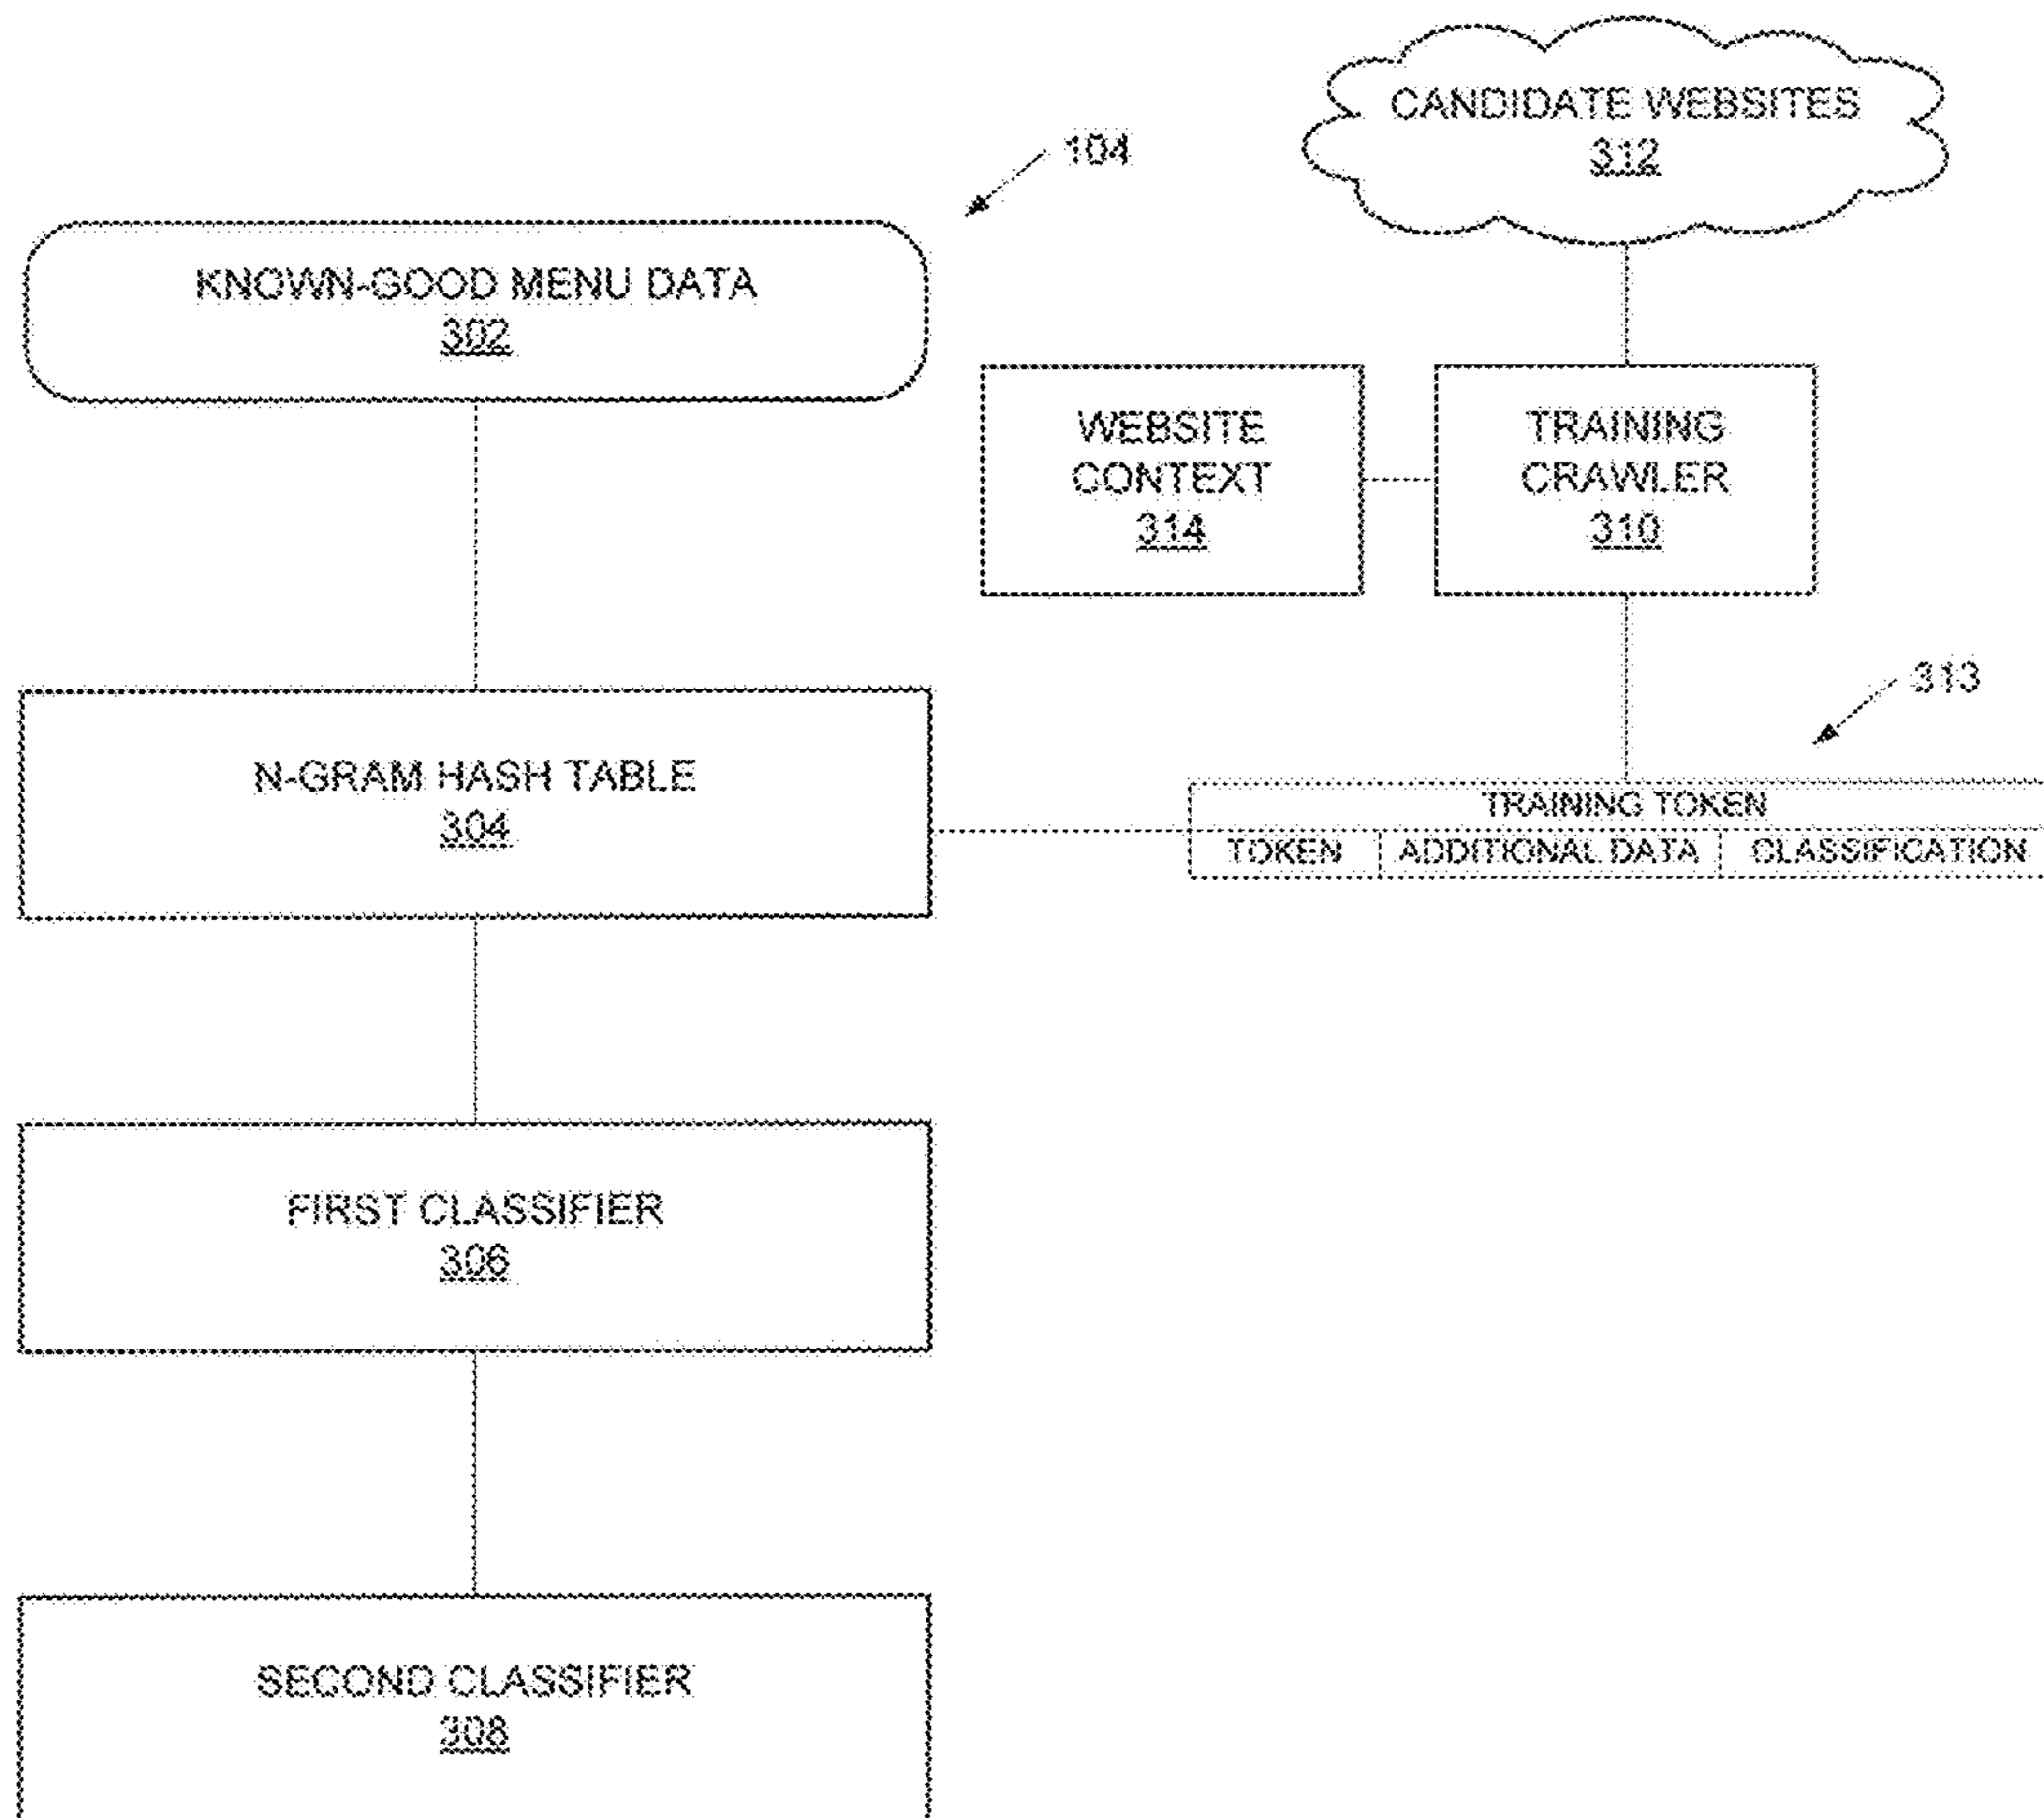 CANDIDATE WEBSITES
312
104
KNOWN-GOOD MENU DATA
302
WEBSITE
CONTEXT
314
TRAINING
CRAWLER
310
313
N-GRAM HASH TABLE
304
TRAINING TOKEN
TOKEN ADDITIONAL DATA CLASSIFICATION
FIRST CLASSIFIER
306
SECOND CLASSIFIER
308